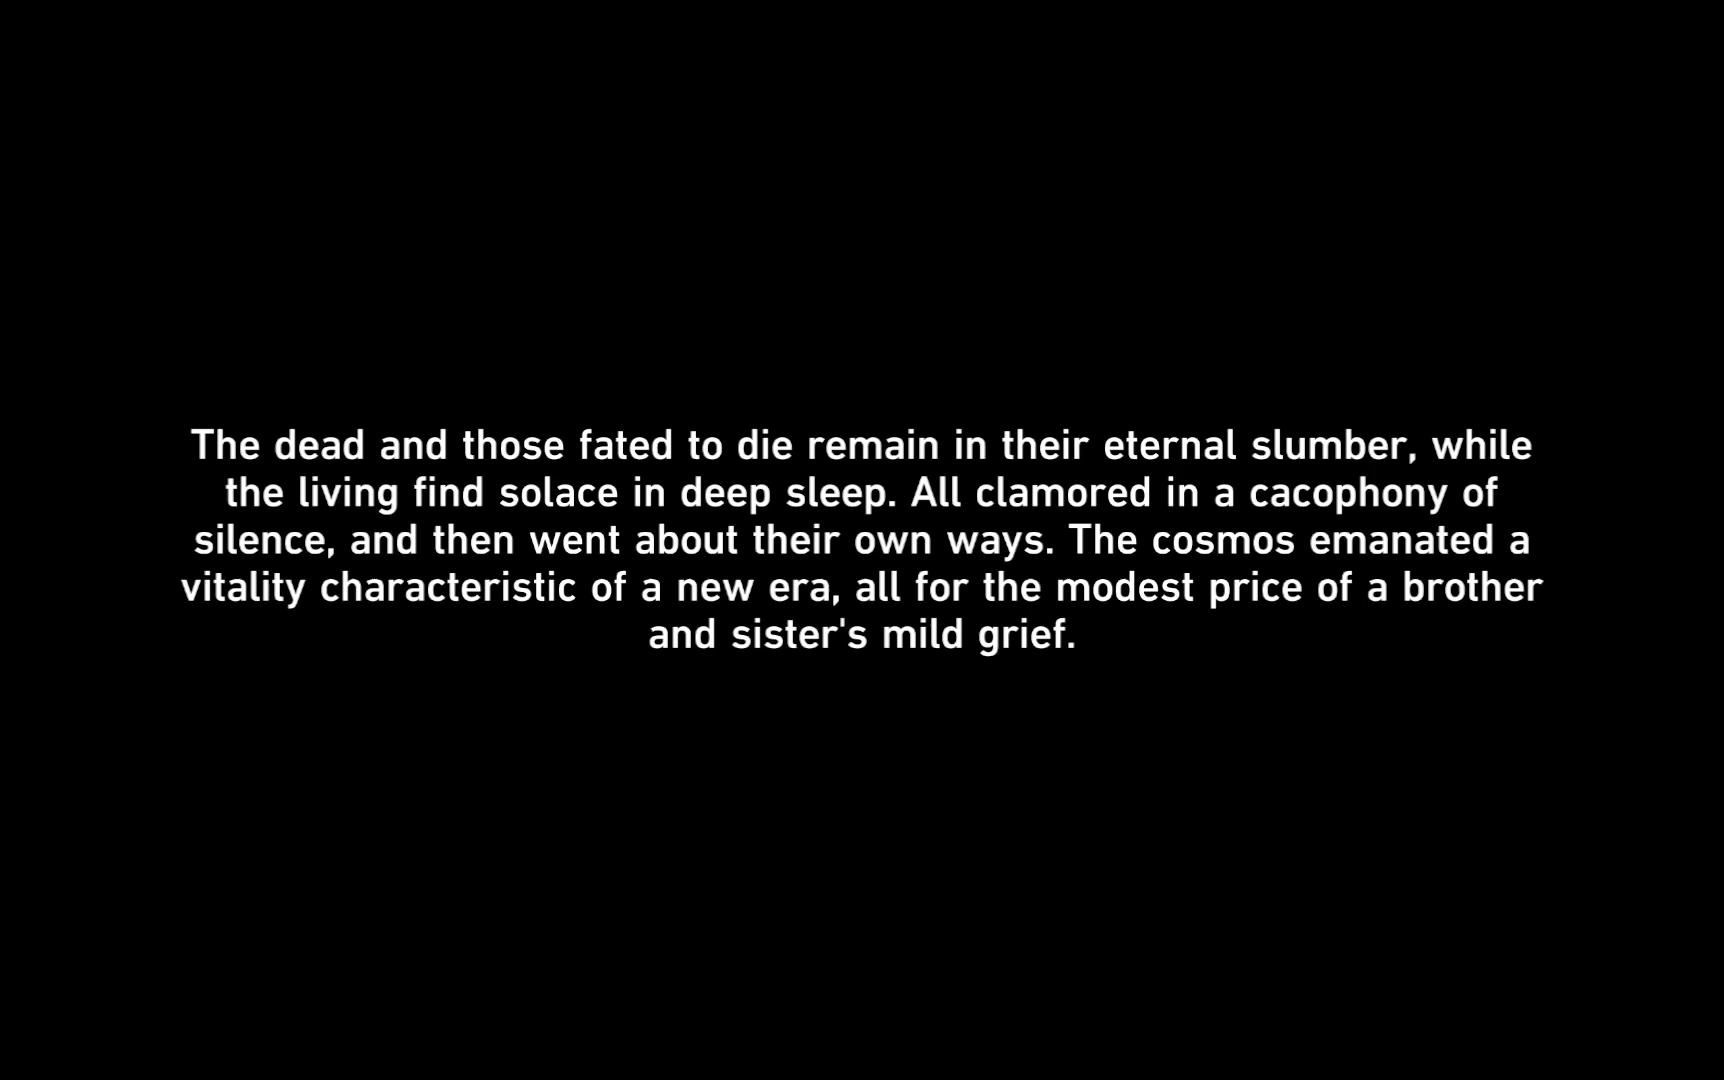 The dead and those fated to die remain in their eternal slumber, while
the living find solace in deep sleep. All clamored in a cacophony of
silence, and then went about their own ways. The cosmos emanated a
vitality characteristic of a new era, all for the modest price of a brother
and sister's mild grief.